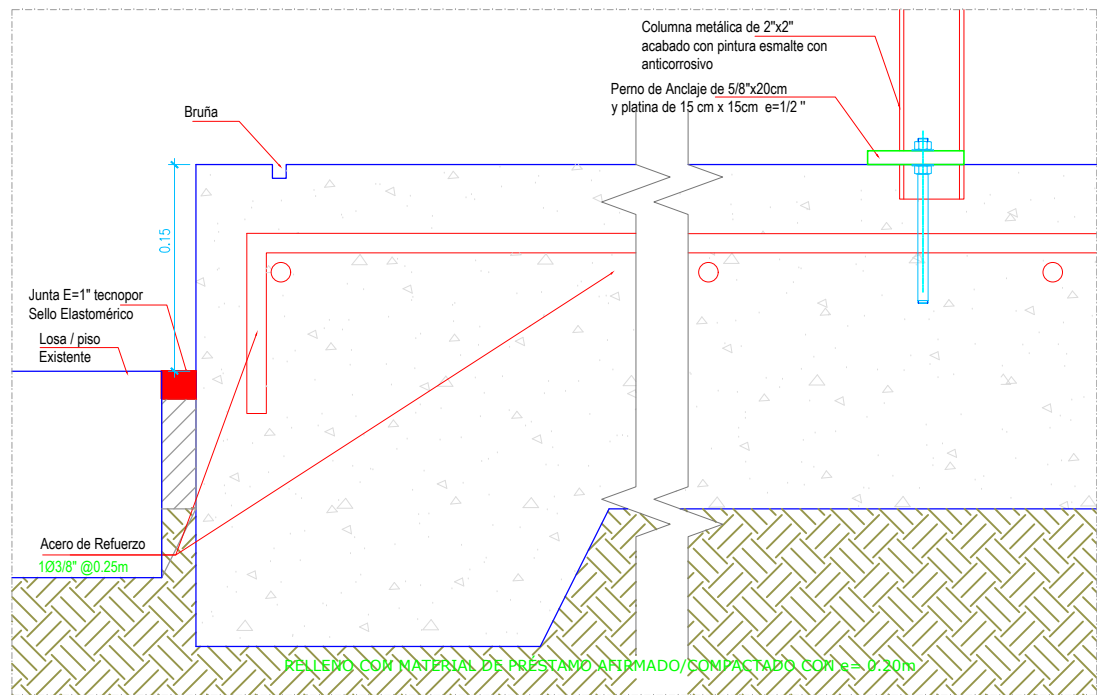 Columna metálica de 2"x2"
acabado con pintura esmalte con
anticorrosivo
Perno de Anclaje de 5/8"x20cm
y platina de 15 cm x 15cm e=1/2 "
Bruña
0.15
Junta E=1" tecnopor
Sello Elastomérico
Losa / piso
Existente
Acero de Refuerzo
1Ø3/8" @0.25m
RELLENO CON MATERIAL DE PRÉSTAMO AFIRMADO/COMPACTADO CON e= 0.20m